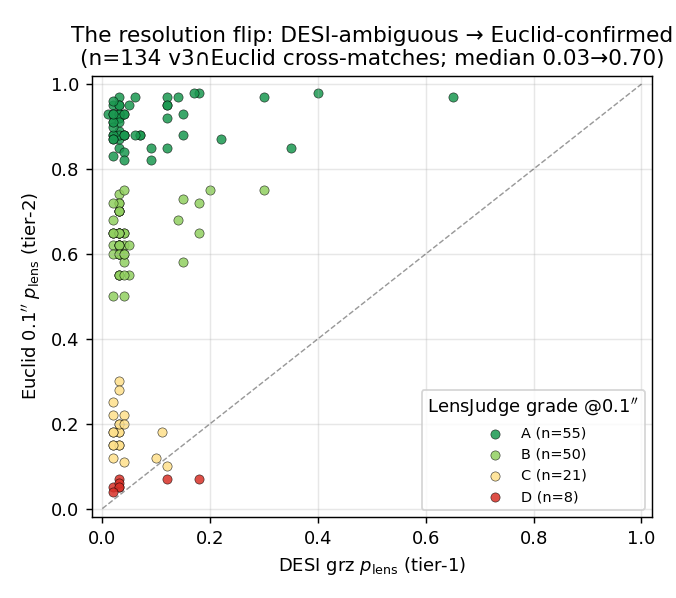 The resolution flip: DESI-ambiguous → Euclid-confirmed
(n=134 v3∩Euclid cross-matches; median 0.03→0.70)
1.0
0.8
0.6
0.4
0.2
0.0
Euclid 0.1″ p_lens (tier-2)
LensJudge grade @0.1″
A (n=55)
B (n=50)
C (n=21)
D (n=8)
0.0 0.2 0.4 0.6 0.8 1.0
DESI grz p_lens (tier-1)